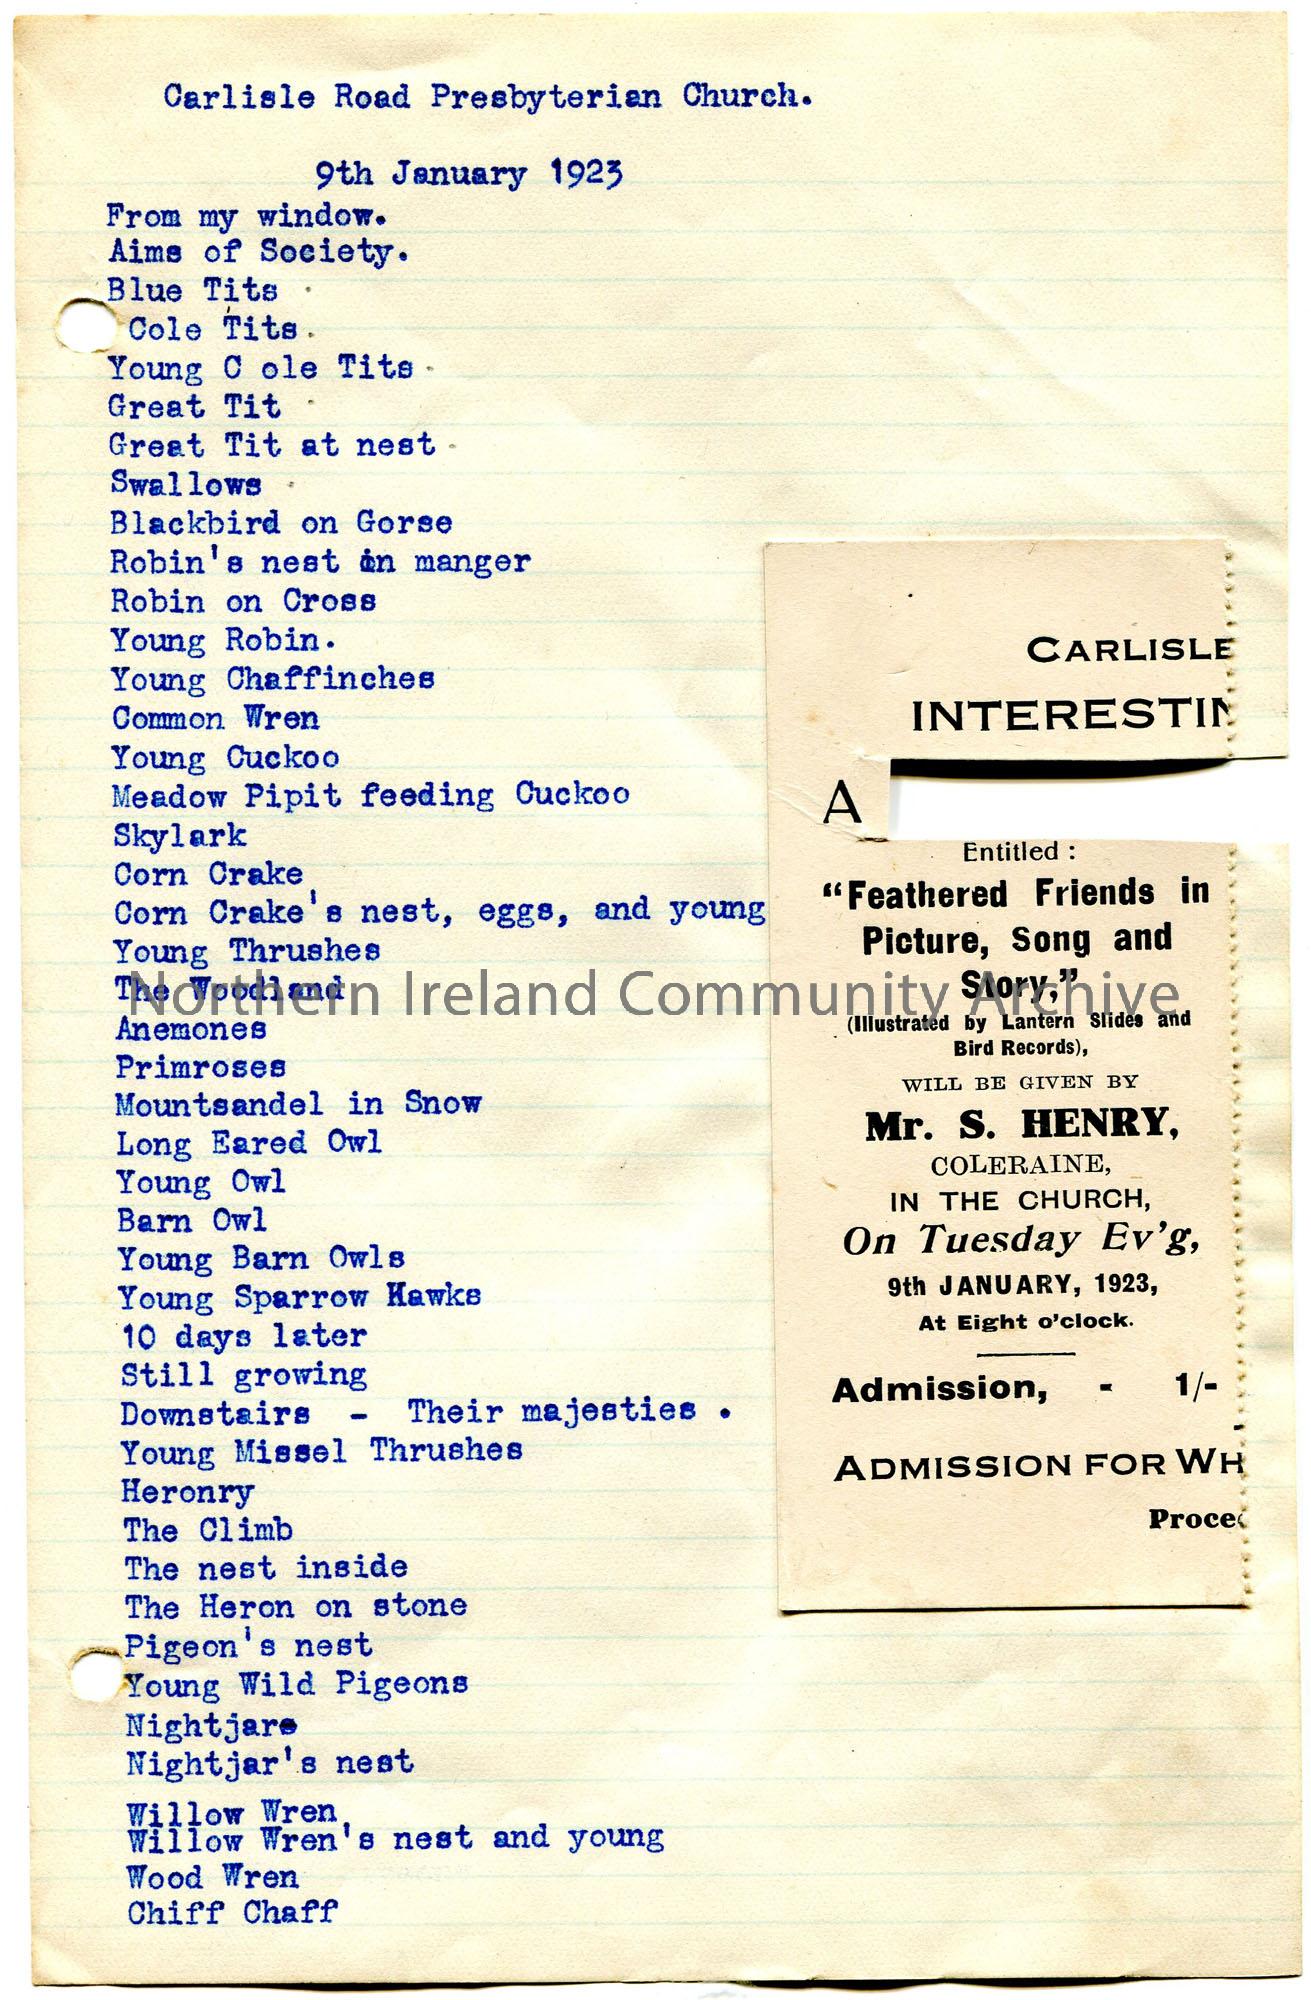 Carlisle Road Presbyterian Church.
9th January 1923
From my window.
Aims of Society.
Blue Tits
Cole Tits.
Young C ole Tits
Great Tit
Great Tit at nest
Swallows
Blackbird on Gorse
Robin's nest in manger
Robin on Cross
Young Robin.
Young Chaffinches
Common Wren
Young Cuckoo
Meadow Pipit feeding Cuckoo
Skylark
Corn Crake
Corn Crake's nest, eggs, and young
Young Thrushes
The Woodland
Anemones
Primroses
Mountsandel in Snow
Long Eared Owl
Young Owl
Barn Owl
Young Barn Owls
Young Sparrow Hawks
10 days later
Still growing
Downstairs - Their majesties .
Young Missel Thrushes
Heronry
The Climb
The nest inside
The Heron on stone
Pigeon's nest
Young Wild Pigeons
Nightjars
Nightjar's nest
Willow Wren
Willow Wren's nest and young
Wood Wren
Chiff Chaff
CARLISLE
INTERESTIN
A
Entitled :
"Feathered Friends in
Picture, Song and
Story,"
(Illustrated by Lantern Slides and
Bird Records),
WILL BE GIVEN BY
Mr. S. HENRY,
COLERAINE,
IN THE CHURCH,
On Tuesday Ev'g,
9th JANUARY, 1923,
At Eight o'clock.
Admission, - 1/-
ADMISSION FOR WH
Procee
Northern Ireland Community Archive